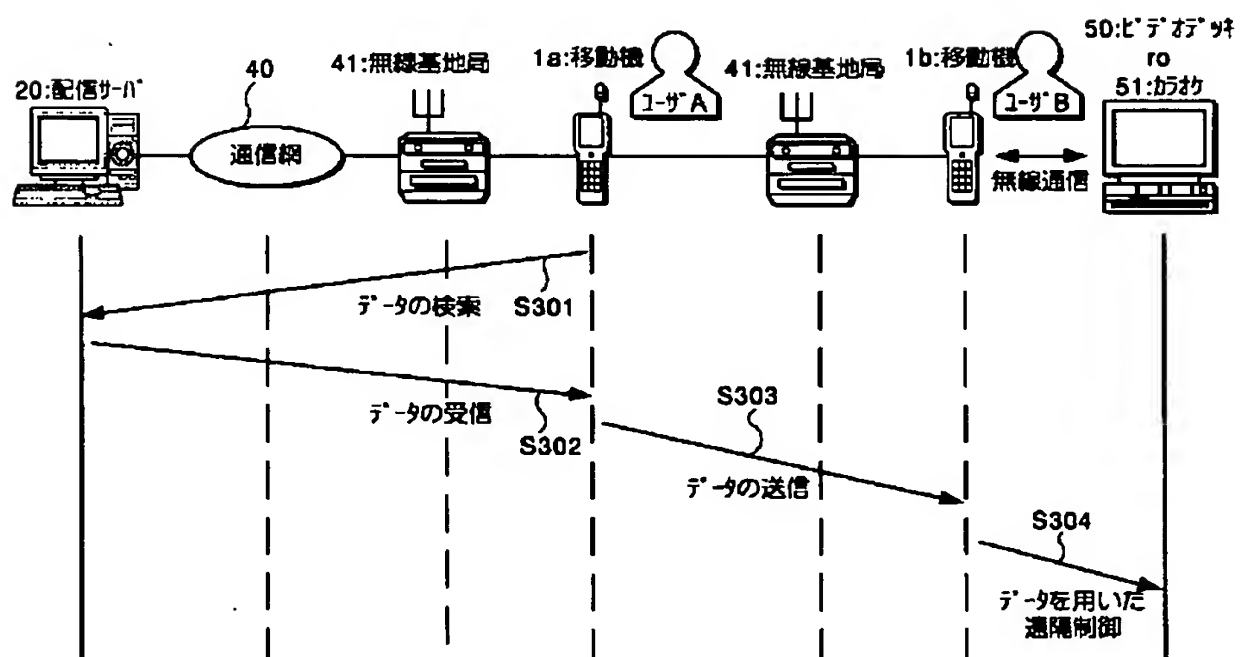 50:ビデオデッキ
ro
51:カラオケ
20:配信サーバ
40
41:無線基地局
1a:移動機
ユーザA
41:無線基地局
1b:移動機
ユーザB
通信網
無線通信
データの検索
S301
データの受信
S302
S303
データの送信
S304
データを用いた
遠隔制御